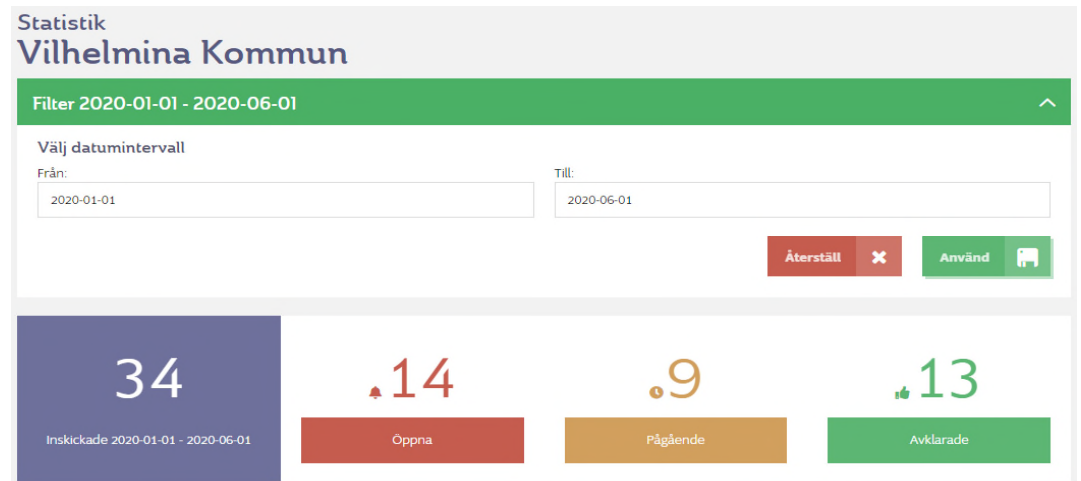 Statistik
Vilhelmina Kommun
Filter 2020-01-01 - 2020-06-01
Välj datumintervall
Från:
Till:
2020-01-01
2020-06-01
Återställ
Använd
34
14
9
13
Inskickade 2020-01-01 - 2020-06-01
Öppna
Pågående
Avklarade